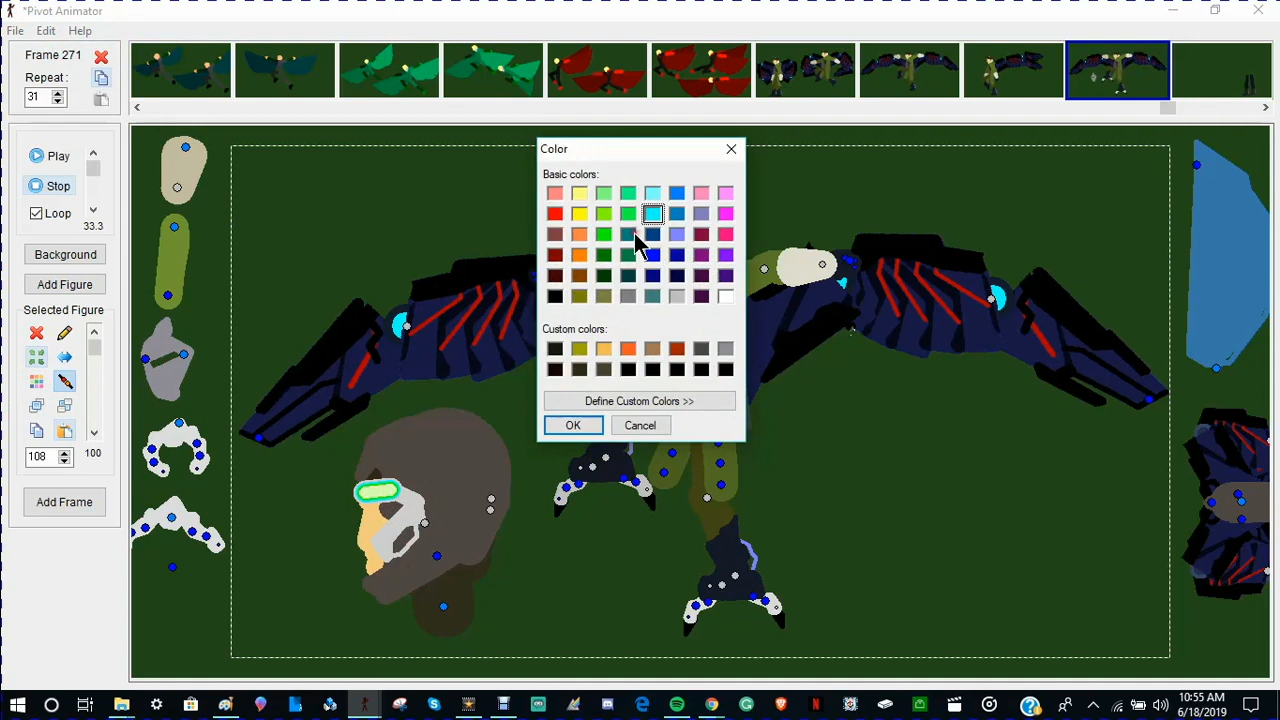 *Pivot Animator
File Edit Help
Frame 271
Repeat:
31
Play
Stop
Loop
33.3
Background
Add Figure
Selected Figure
108
100
Add Frame
Color
Basic colors:
Custom colors:
Define Custom Colors >>
OK
Cancel
10:55 AM
6/18/2019